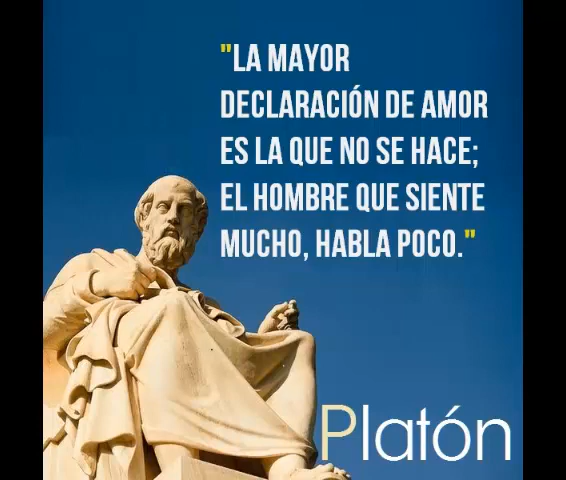 "LA MAYOR
DECLARACIÓN DE AMOR
ES LA QUE NO SE HACE;
EL HOMBRE QUE SIENTE
MUCHO, HABLA POCO."
Platón